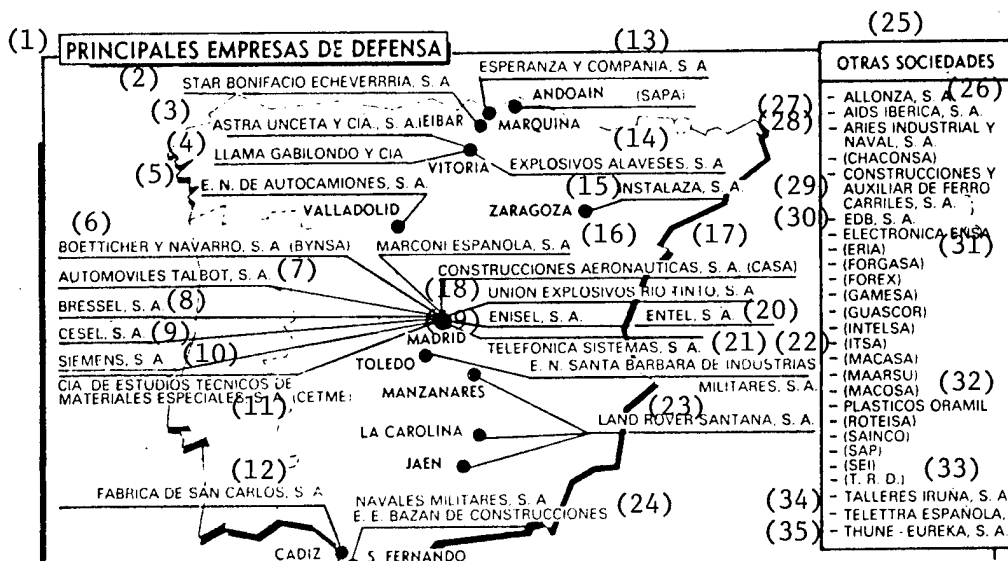 (1) PRINCIPALES EMPRESAS DE DEFENSA
(13)
(25)
OTRAS SOCIEDADES
(2) STAR BONIFACIO ECHEVERRRIA, S. A
ESPERANZA Y COMPANIA, S. A
ANDOAIN (SAPA)
MARQUINA
(3) ASTRA UNCETA Y CIA., S. A. (EIBAR
(14)
(4) LLAMA GABILONDO Y CIA
VITORIA
EXPLOSIVOS ALAVESES, S. A
(5) E. N. DE AUTOCAMIONES, S. A.
VALLADOLID
(15) INSTALAZA, S. A.
ZARAGOZA
(6)
BOETTICHER Y NAVARRO, S. A (BYNSA)
MARCONI ESPAÑOLA, S. A (16)
(17)
CONSTRUCCIONES AERONAUTICAS, S. A. (CASA)
AUTOMOVILES TALBOT, S. A. (7)
(18)
UNION EXPLOSIVOS RIO TINTO, S. A
BRESSEL, S. A (8)
ENISEL, S. A.
ENTEL, S. A (20)
CESEL, S. A. (9)
MADRID
TELEFONICA SISTEMAS, S. A. (21) (22)
SIEMENS, S. A (10)
TOLEDO
E. N. SANTA BARBARA DE INDUSTRIAS
MILITARES, S. A.
CIA DE ESTUDIOS TECNICOS DE
MATERIALES ESPECIALES, S. A. (CETME)
(11)
MANZANARES
(23)
LAND ROVER SANTANA, S. A.
LA CAROLINA
JAEN
(12)
FABRICA DE SAN CARLOS, S. A
NAVALES MILITARES, S. A
E. E. BAZAN DE CONSTRUCCIONES (24)
CADIZ
S. FERNANDO
- ALLONZA, S. A. (26)
(27) - AIDS IBERICA, S. A.
(28) - ARIES INDUSTRIAL Y
NAVAL, S. A.
- (CHACONSA)
- CONSTRUCCIONES Y
(29) AUXILIAR DE FERRO
CARRILES, S. A.
(30) - EDB, S. A.
- ELECTRONICA ENSA
- (ERIA) (31)
- (FORGASA)
- (FOREX)
- (GAMESA)
- (GUASCOR)
- (INTELSA)
- (ITSA)
- (MACASA)
- (MAARSU)
- (MACOSA) (32)
- PLASTICOS ORAMIL
- (ROTEISA)
- (SAINCO)
- (SAP)
- (SEI) (33)
- (T. R. D.)
(34) - TALLERES IRUÑA, S. A
- TELETTRA ESPAÑOLA,
(35) - THUNE - EUREKA, S. A.